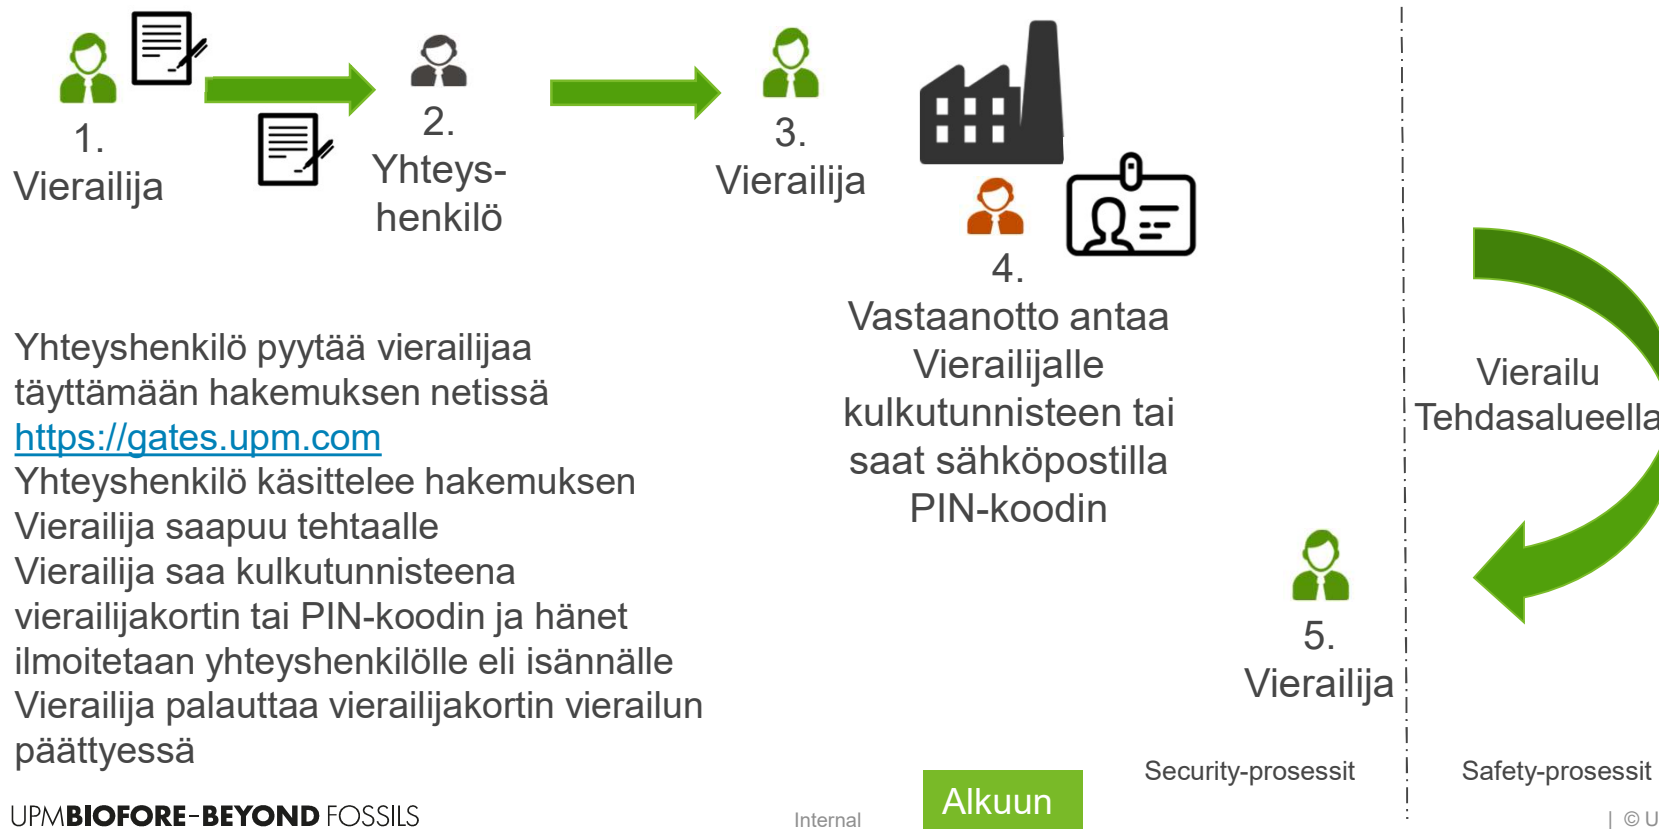 1.
Vierailija
2.
Yhteys-
henkilö
3.
Vierailija
4.
Vastaanotto antaa
Vierailijalle
kulkutunnisteen tai
saat sähköpostilla
PIN-koodin
Yhteyshenkilö pyytää vierailijaa
täyttämään hakemuksen netissä
https://gates.upm.com
Yhteyshenkilö käsittelee hakemuksen
Vierailija saapuu tehtaalle
Vierailija saa kulkutunnisteena
vierailijakortin tai PIN-koodin ja hänet
ilmoitetaan yhteyshenkilölle eli isännälle
Vierailija palauttaa vierailijakortin vierailun
päättyessä
Vierailu
Tehdasalueella
5.
Vierailija
Security-prosessit
Safety-prosessit
UPMBIOFORE-BEYOND FOSSILS
Internal
Alkuun
| © U